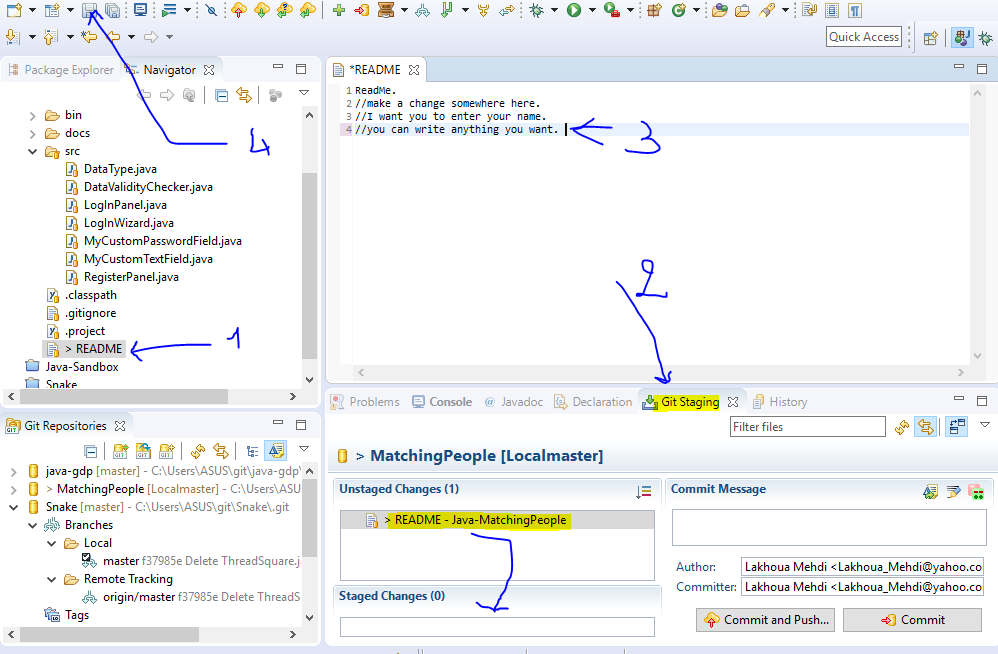 Quick Access
Package Explorer
Navigator
bin
docs
src
DataType.java
DataValidityChecker.java
LogInPanel.java
LogInWizard.java
MyCustomPasswordField.java
MyCustomTextField.java
RegisterPanel.java
.classpath
.gitignore
.project
> README
Java-Sandbox
Snake
4
1
*README
1 ReadMe.
2 //make a change somewhere here.
3 //I want you to enter your name.
4 //you can write anything you want.
3
2
Git Repositories
java-gdp [master] - C:\Users\ASUS\git\java-gdp\
> MatchingPeople [Localmaster] - C:\Users\ASU
Snake [master] - C:\Users\ASUS\git\Snake\.git
Branches
Local
master f37985e Delete ThreadSquare.j
Remote Tracking
origin/master f37985e Delete ThreadS
Tags
Problems
Console
@ Javadoc
Declaration
Git Staging
History
Filter files
> MatchingPeople [Localmaster]
Unstaged Changes (1)
> README - Java-MatchingPeople
Staged Changes (0)
Commit Message
Author:
Lakhoua Mehdi <Lakhoua_Mehdi@yahoo.co
Committer:
Lakhoua Mehdi <Lakhoua_Mehdi@yahoo.co
Commit and Push...
Commit